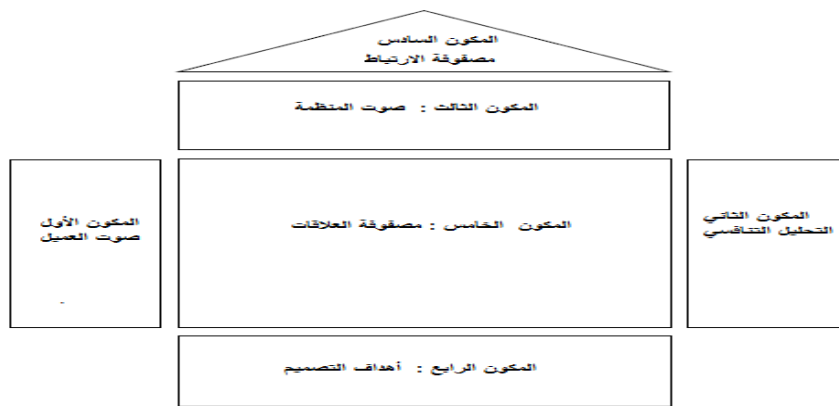 المكون السادس
مصفوفة الارتباط
المكون الثالث : صوت المنظمة
المكون الأول
صوت العميل
المكون الخامس : مصفوفة العلاقات
المكون الثاني
التحليل التنافسي
المكون الرابع : أهداف التصميم